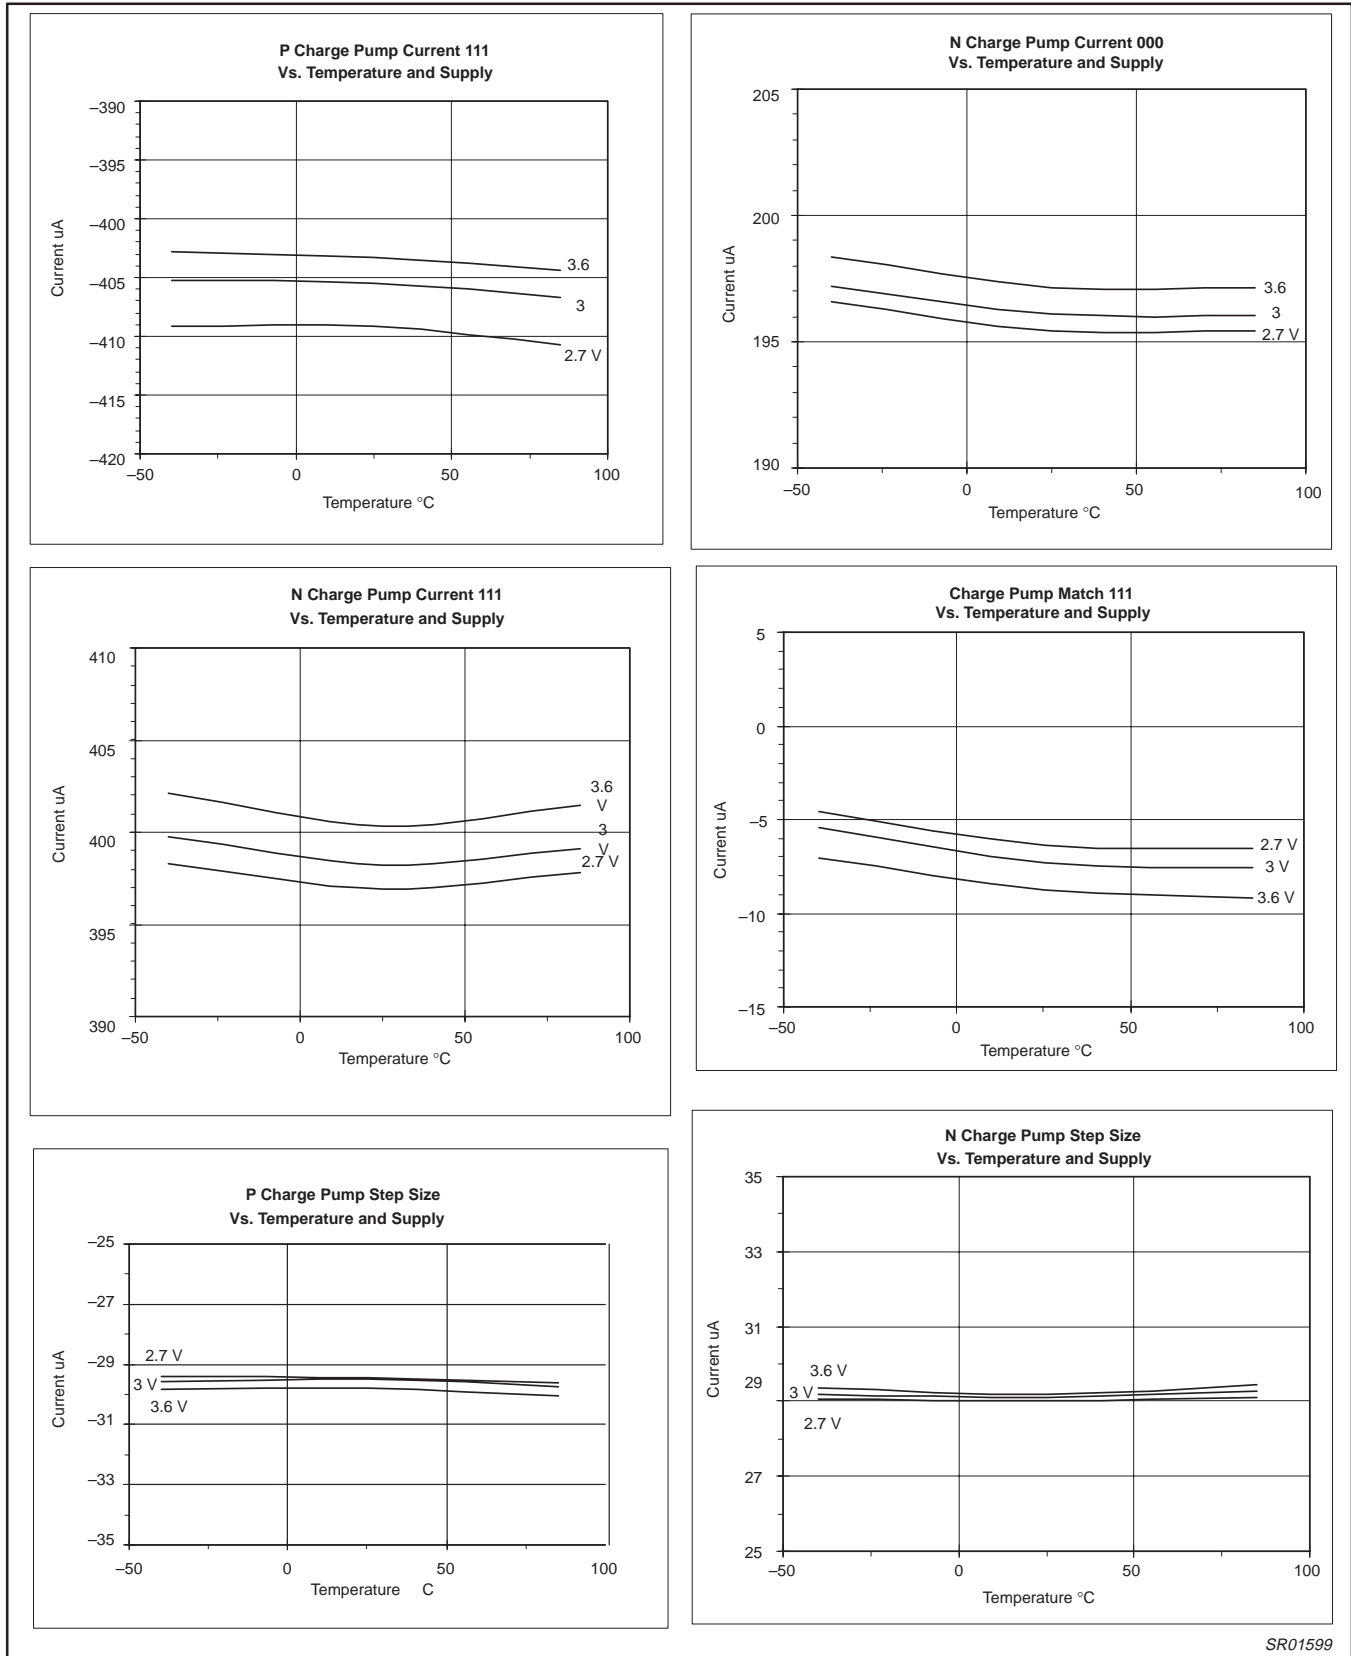 P Charge Pump Current 111
Vs. Temperature and Supply
–390
–395
–400
–405
–410
–415
–420
Current uA
3.6
3
2.7 V
–50
0
50
100
Temperature °C
N Charge Pump Current 000
Vs. Temperature and Supply
205
200
195
190
Current uA
3.6
3
2.7 V
–50
0
50
100
Temperature °C
N Charge Pump Current 111
Vs. Temperature and Supply
410
405
400
395
390
Current uA
3.6
V
3
V
2.7 V
–50
0
50
100
Temperature °C
Charge Pump Match 111
Vs. Temperature and Supply
5
0
–5
–10
–15
Current uA
2.7 V
3 V
3.6 V
–50
0
50
100
Temperature °C
P Charge Pump Step Size
Vs. Temperature and Supply
–25
–27
–29
–31
–33
–35
Current uA
2.7 V
3 V
3.6 V
–50
0
50
100
Temperature C
N Charge Pump Step Size
Vs. Temperature and Supply
35
33
31
29
27
25
Current uA
3.6 V
3 V
2.7 V
–50
0
50
100
Temperature °C
SR01599